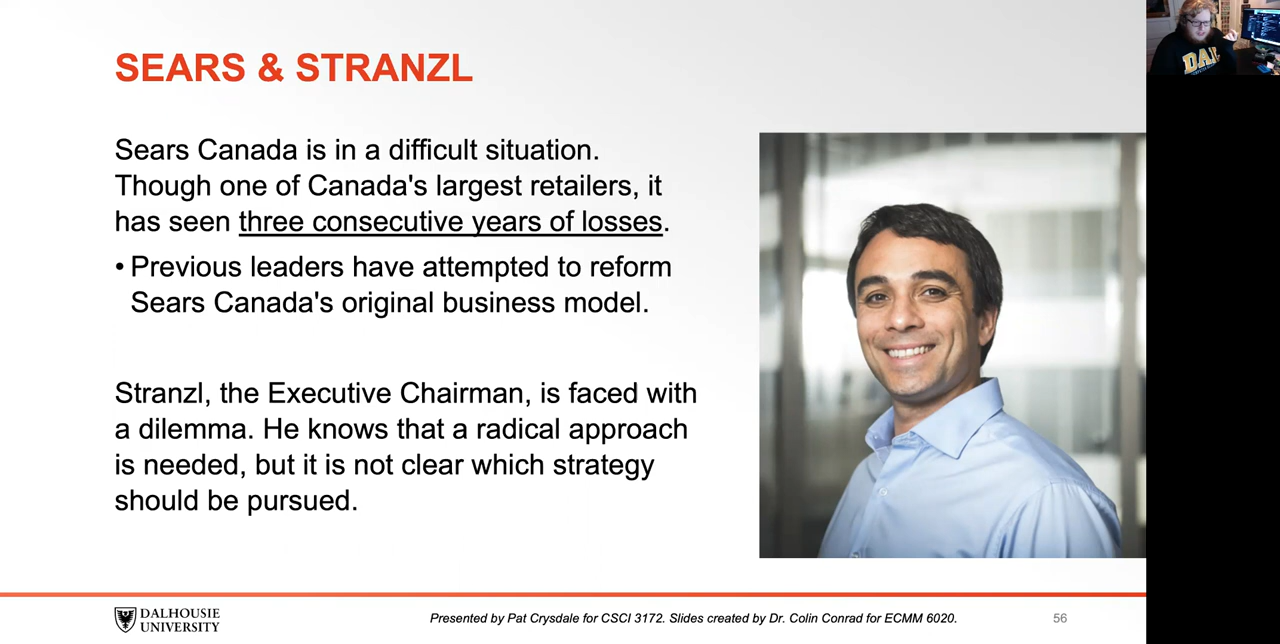 SEARS & STRANZL
Sears Canada is in a difficult situation.
Though one of Canada's largest retailers, it
has seen three consecutive years of losses.
• Previous leaders have attempted to reform
Sears Canada's original business model.
Stranzl, the Executive Chairman, is faced with
a dilemma. He knows that a radical approach
is needed, but it is not clear which strategy
should be pursued.
DALHOUSIE
UNIVERSITY
Presented by Pat Crysdale for CSCI 3172. Slides created by Dr. Colin Conrad for ECMM 6020.
56
DAL